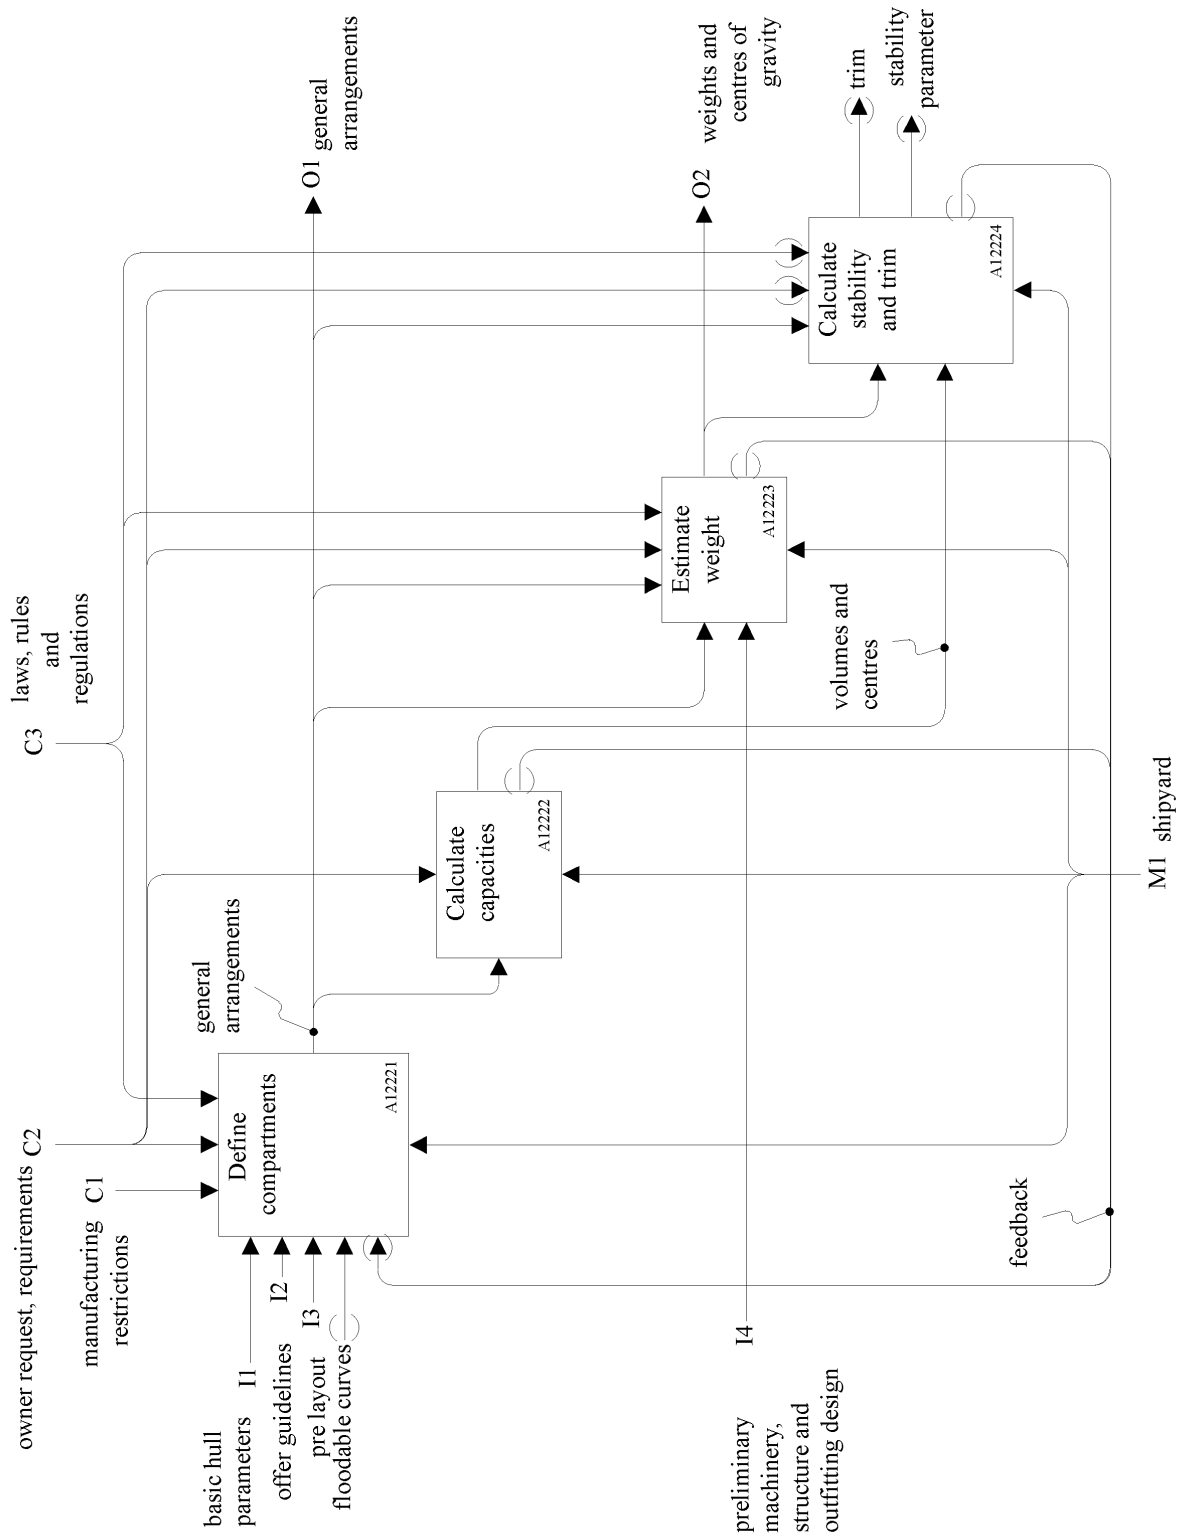 owner request, requirements C2
manufacturing C1
restrictions
C3
laws, rules
and
regulations
basic hull
parameters I1
offer guidelines I2
pre layout I3
floodable curves
Define
compartments
A12221
general
arrangements
O1
general
arrangements
Calculate
capacities
A12222
Estimate
weight
A12223
O2
weights and
centres of
gravity
Calculate
stability
and trim
A12224
trim
stability
parameter
volumes and
centres
I4
preliminary
machinery,
structure and
outfitting design
feedback
M1 shipyard